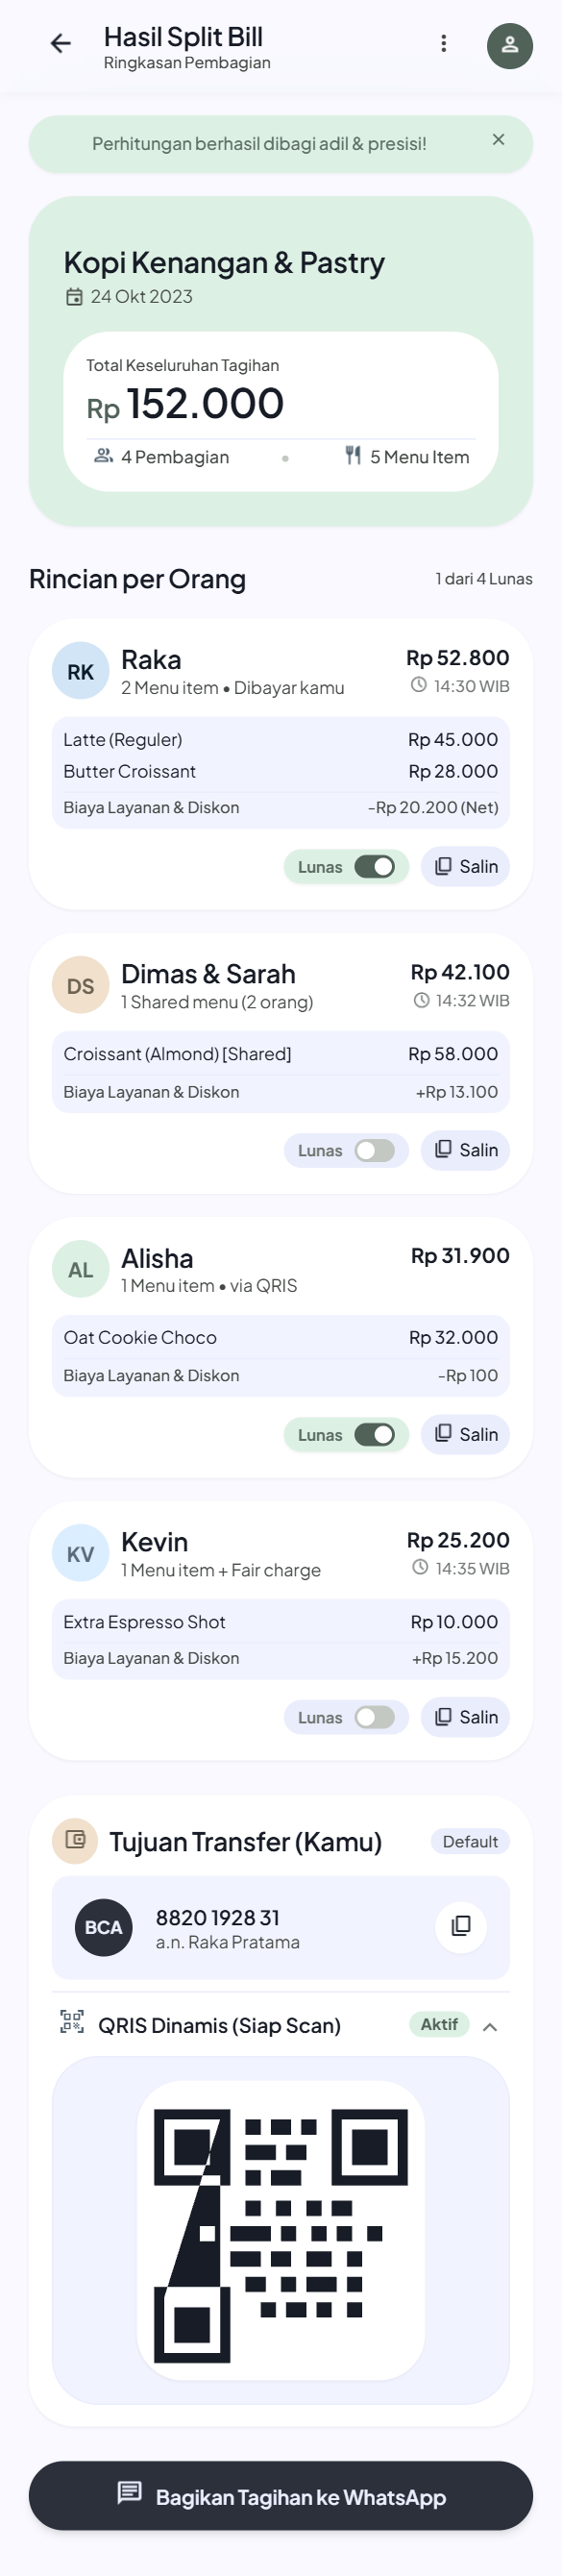 Hasil Split Bill
Ringkasan Pembagian
Perhitungan berhasil dibagi adil & presisi!
Kopi Kenangan & Pastry
24 Okt 2023
Total Keseluruhan Tagihan
Rp 152.000
4 Pembagian • 5 Menu Item
Rincian per Orang 1 dari 4 Lunas
RK Raka Rp 52.800
2 Menu item • Dibayar kamu 14:30 WIB
Latte (Reguler) Rp 45.000
Butter Croissant Rp 28.000
Biaya Layanan & Diskon -Rp 20.200 (Net)
Lunas Salin
DS Dimas & Sarah Rp 42.100
1 Shared menu (2 orang) 14:32 WIB
Croissant (Almond) [Shared] Rp 58.000
Biaya Layanan & Diskon +Rp 13.100
Lunas Salin
AL Alisha Rp 31.900
1 Menu item • via QRIS
Oat Cookie Choco Rp 32.000
Biaya Layanan & Diskon -Rp 100
Lunas Salin
KV Kevin Rp 25.200
1 Menu item + Fair charge 14:35 WIB
Extra Espresso Shot Rp 10.000
Biaya Layanan & Diskon +Rp 15.200
Lunas Salin
Tujuan Transfer (Kamu) Default
BCA 8820 1928 31
a.n. Raka Pratama
QRIS Dinamis (Siap Scan) Aktif
Bagikan Tagihan ke WhatsApp